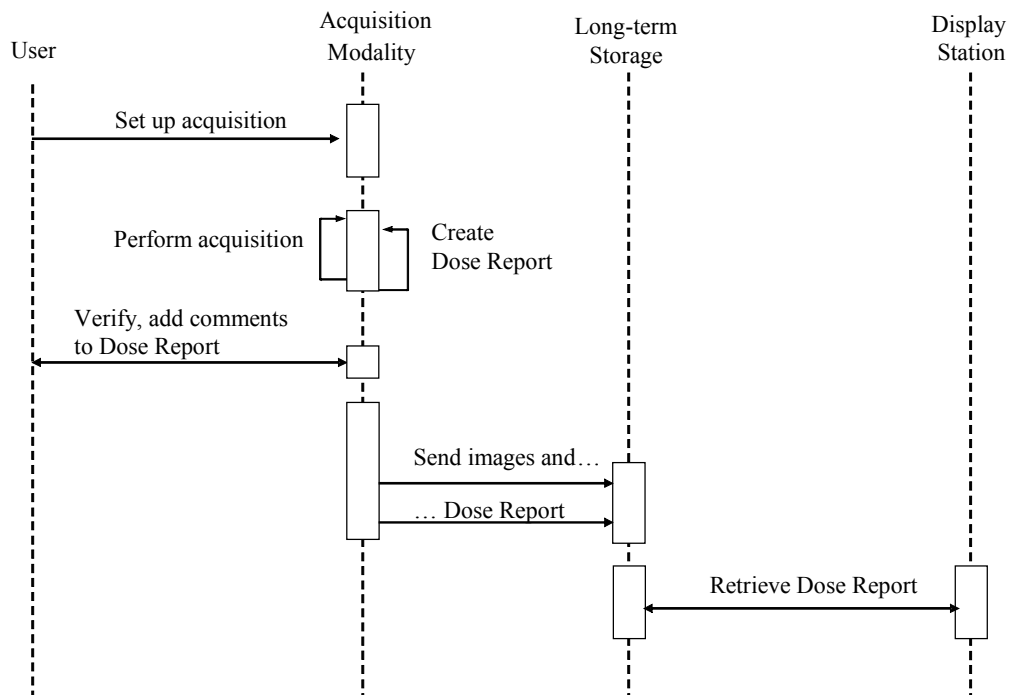 User
Acquisition
Modality
Long-term
Storage
Display
Station
Set up acquisition
Perform acquisition
Create
Dose Report
Verify, add comments
to Dose Report
Send images and…
… Dose Report
Retrieve Dose Report